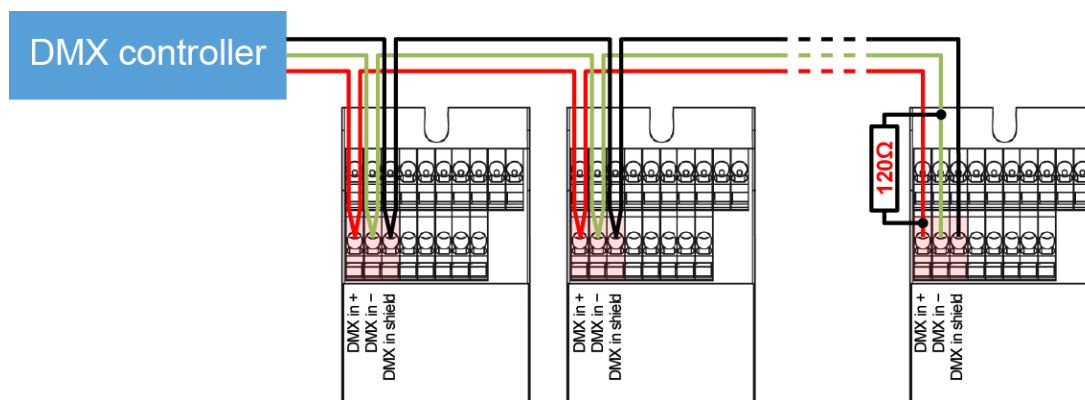 DMX controller
120Ω
DMX in +
DMX in –
DMX in shield
DMX in +
DMX in –
DMX in shield
DMX in +
DMX in –
DMX in shield